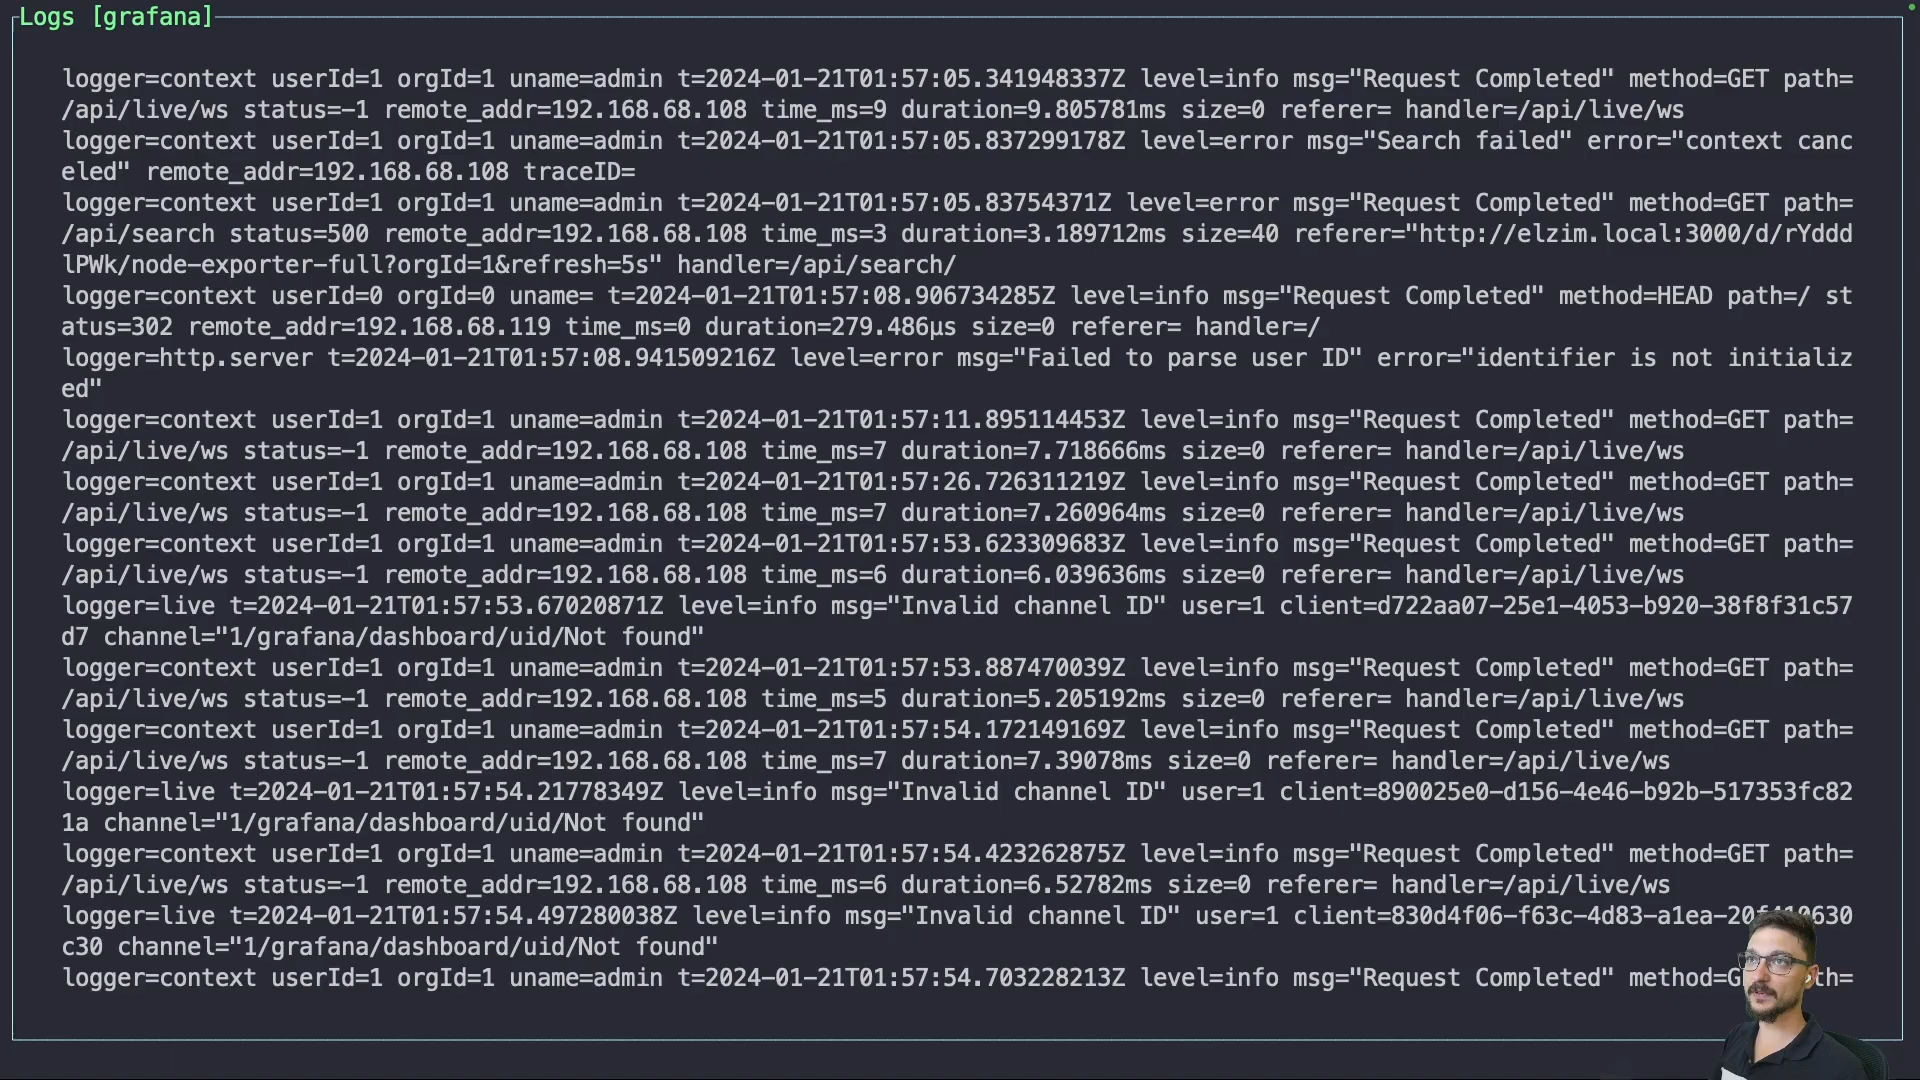 Logs [grafana]
logger=context userId=1 orgId=1 uname=admin t=2024-01-21T01:57:05.341948337Z level=info msg="Request Completed" method=GET path=
/api/live/ws status=-1 remote_addr=192.168.68.108 time_ms=9 duration=9.805781ms size=0 referer= handler=/api/live/ws
logger=context userId=1 orgId=1 uname=admin t=2024-01-21T01:57:05.837299178Z level=error msg="Search failed" error="context canc
eled" remote_addr=192.168.68.108 traceID=
logger=context userId=1 orgId=1 uname=admin t=2024-01-21T01:57:05.83754371Z level=error msg="Request Completed" method=GET path=
/api/search status=500 remote_addr=192.168.68.108 time_ms=3 duration=3.189712ms size=40 referer="http://elzim.local:3000/d/rYddd
lPWk/node-exporter-full?orgId=1&refresh=5s" handler=/api/search/
logger=context userId=0 orgId=0 uname= t=2024-01-21T01:57:08.906734285Z level=info msg="Request Completed" method=HEAD path=/ st
atus=302 remote_addr=192.168.68.119 time_ms=0 duration=279.486µs size=0 referer= handler=/
logger=http.server t=2024-01-21T01:57:08.941509216Z level=error msg="Failed to parse user ID" error="identifier is not initializ
ed"
logger=context userId=1 orgId=1 uname=admin t=2024-01-21T01:57:11.895114453Z level=info msg="Request Completed" method=GET path=
/api/live/ws status=-1 remote_addr=192.168.68.108 time_ms=7 duration=7.718666ms size=0 referer= handler=/api/live/ws
logger=context userId=1 orgId=1 uname=admin t=2024-01-21T01:57:26.726311219Z level=info msg="Request Completed" method=GET path=
/api/live/ws status=-1 remote_addr=192.168.68.108 time_ms=7 duration=7.260964ms size=0 referer= handler=/api/live/ws
logger=context userId=1 orgId=1 uname=admin t=2024-01-21T01:57:53.623309683Z level=info msg="Request Completed" method=GET path=
/api/live/ws status=-1 remote_addr=192.168.68.108 time_ms=6 duration=6.039636ms size=0 referer= handler=/api/live/ws
logger=live t=2024-01-21T01:57:53.67020871Z level=info msg="Invalid channel ID" user=1 client=d722aa07-25e1-4053-b920-38f8f31c57
d7 channel="1/grafana/dashboard/uid/Not found"
logger=context userId=1 orgId=1 uname=admin t=2024-01-21T01:57:53.887470039Z level=info msg="Request Completed" method=GET path=
/api/live/ws status=-1 remote_addr=192.168.68.108 time_ms=5 duration=5.205192ms size=0 referer= handler=/api/live/ws
logger=context userId=1 orgId=1 uname=admin t=2024-01-21T01:57:54.172149169Z level=info msg="Request Completed" method=GET path=
/api/live/ws status=-1 remote_addr=192.168.68.108 time_ms=7 duration=7.39078ms size=0 referer= handler=/api/live/ws
logger=live t=2024-01-21T01:57:54.21778349Z level=info msg="Invalid channel ID" user=1 client=890025e0-d156-4e46-b92b-517353fc82
1a channel="1/grafana/dashboard/uid/Not found"
logger=context userId=1 orgId=1 uname=admin t=2024-01-21T01:57:54.423262875Z level=info msg="Request Completed" method=GET path=
/api/live/ws status=-1 remote_addr=192.168.68.108 time_ms=6 duration=6.52782ms size=0 referer= handler=/api/live/ws
logger=live t=2024-01-21T01:57:54.497280038Z level=info msg="Invalid channel ID" user=1
c30 channel="1/grafana/dashboard/uid/Not found"
logger=context userId=1 orgId=1 uname=admin t=2024-01-21T01:57:54.703228213Z level=info msg="Request Completed"